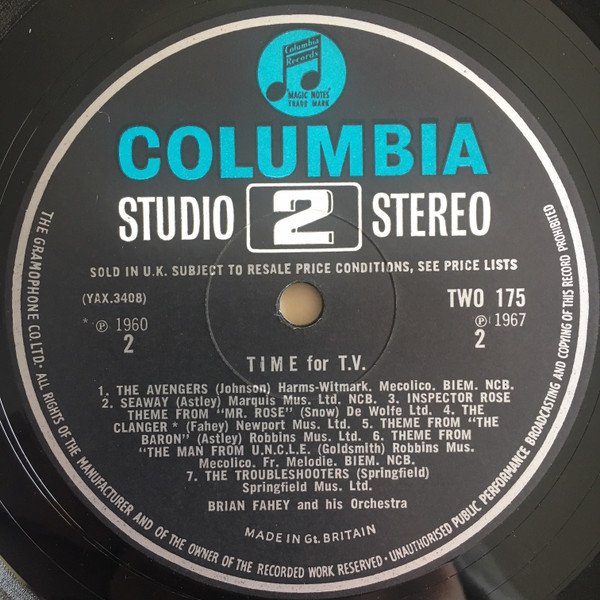 Columbia
Records
MAGIC NOTES
TRADE MARK
COLUMBIA
STUDIO 2 STEREO
SOLD IN U.K. SUBJECT TO RESALE PRICE CONDITIONS, SEE PRICE LISTS
(YAX.3408)
TWO 175
* ℗ 1960
℗ 1967
2
2
TIME for T.V.
1. THE AVENGERS (Johnson) Harms-Witmark. Mecolico. BIEM. NCB.
2. SEAWAY (Astley) Marquis Mus. Ltd. NCB. 3. INSPECTOR ROSE
THEME FROM "MR. ROSE" (Snow) De Wolfe Ltd. 4. THE
CLANGER * (Fahey) Newport Mus. Ltd. 5. THEME FROM "THE
BARON" (Astley) Robbins Mus. Ltd. 6. THEME FROM
"THE MAN FROM U.N.C.L.E. (Goldsmith) Robbins Mus.
Mecolico. Fr. Melodie. BIEM. NCB.
7. THE TROUBLESHOOTERS (Springfield)
Springfield Mus. Ltd.
BRIAN FAHEY and his Orchestra
MADE IN Gt. BRITAIN
THE GRAMOPHONE CO. LTD. · ALL RIGHTS OF THE MANUFACTURER AND OF THE OWNER OF THE RECORDED WORK RESERVED · UNAUTHORISED PUBLIC PERFORMANCE BROADCASTING AND COPYING OF THIS RECORD PROHIBITED